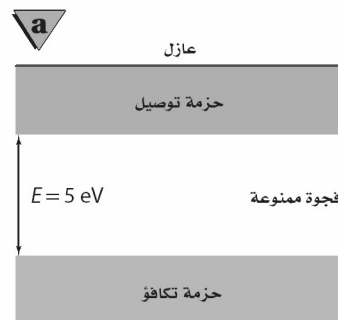 a
عازل
حزمة توصيل
E = 5 eV
فجوة ممنوعة
حزمة تكافؤ